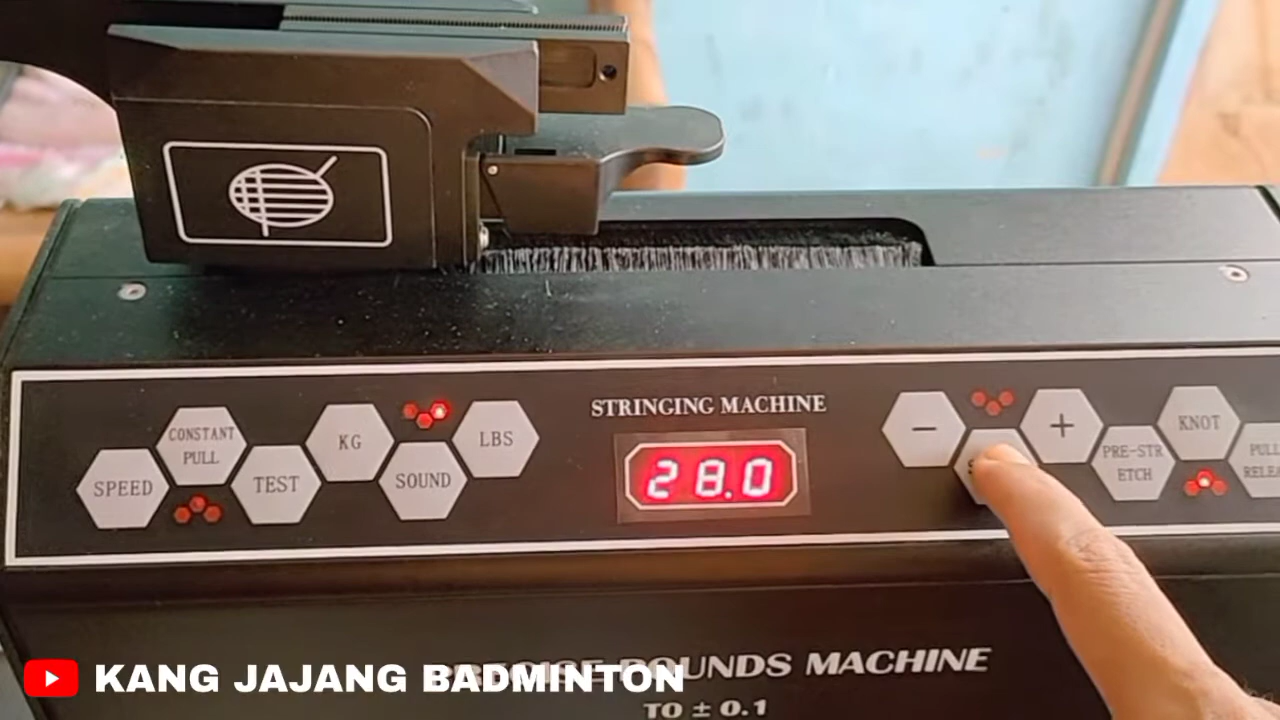 STRINGING MACHINE
28.0
SPEED
CONSTANT
PULL
TEST
KG
SOUND
LBS
-
+
PRE-STR
ETCH
KNOT
PULL
MACHINE
TO ± 0.1
KANG JAJANG BADMINTON